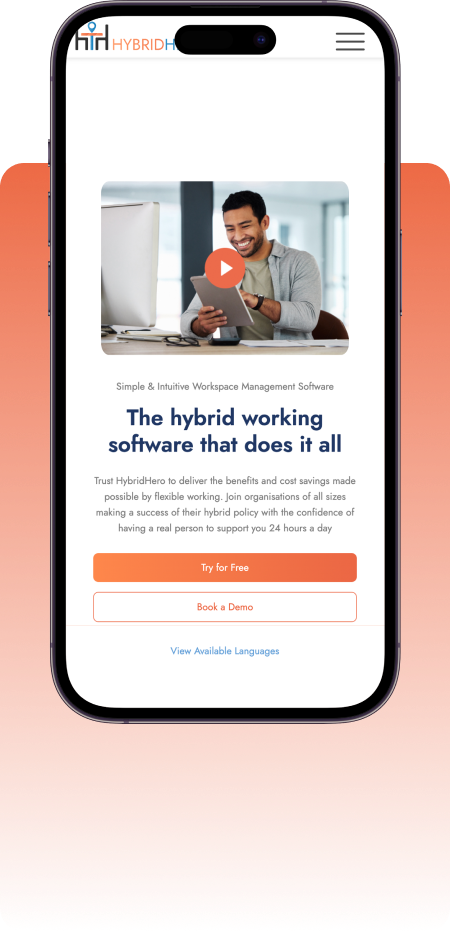 HYBRIDH
Simple & Intuitive Workspace Management Software
The hybrid working
software that does it all
Trust HybridHero to deliver the benefits and cost savings made
possible by flexible working. Join organisations of all sizes
making a success of their hybrid policy with the confidence of
having a real person to support you 24 hours a day
Try for Free
Book a Demo
View Available Languages